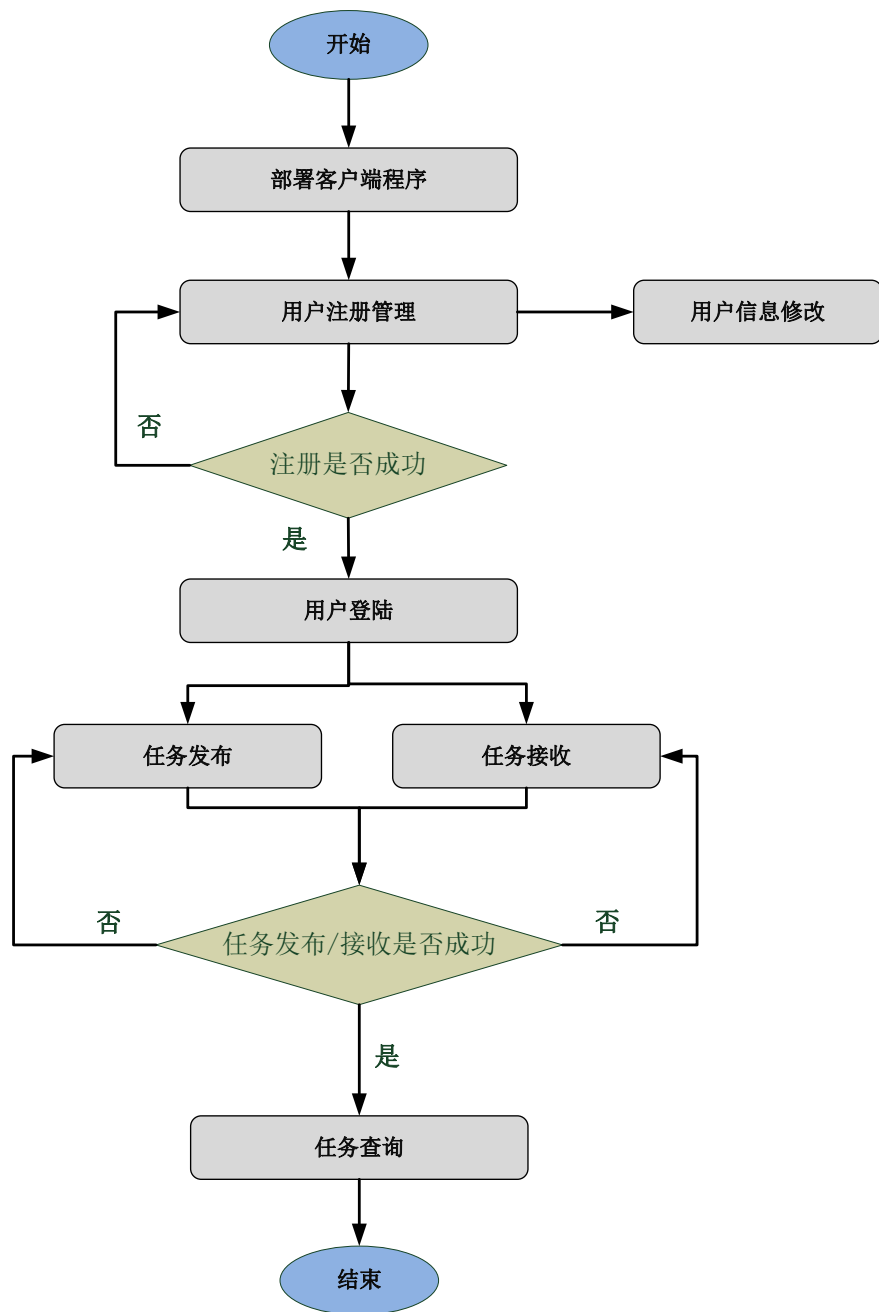 开始
部署客户端程序
用户注册管理
用户信息修改
否
注册是否成功
是
用户登陆
任务发布
任务接收
否
否
任务发布/接收是否成功
是
任务查询
结束